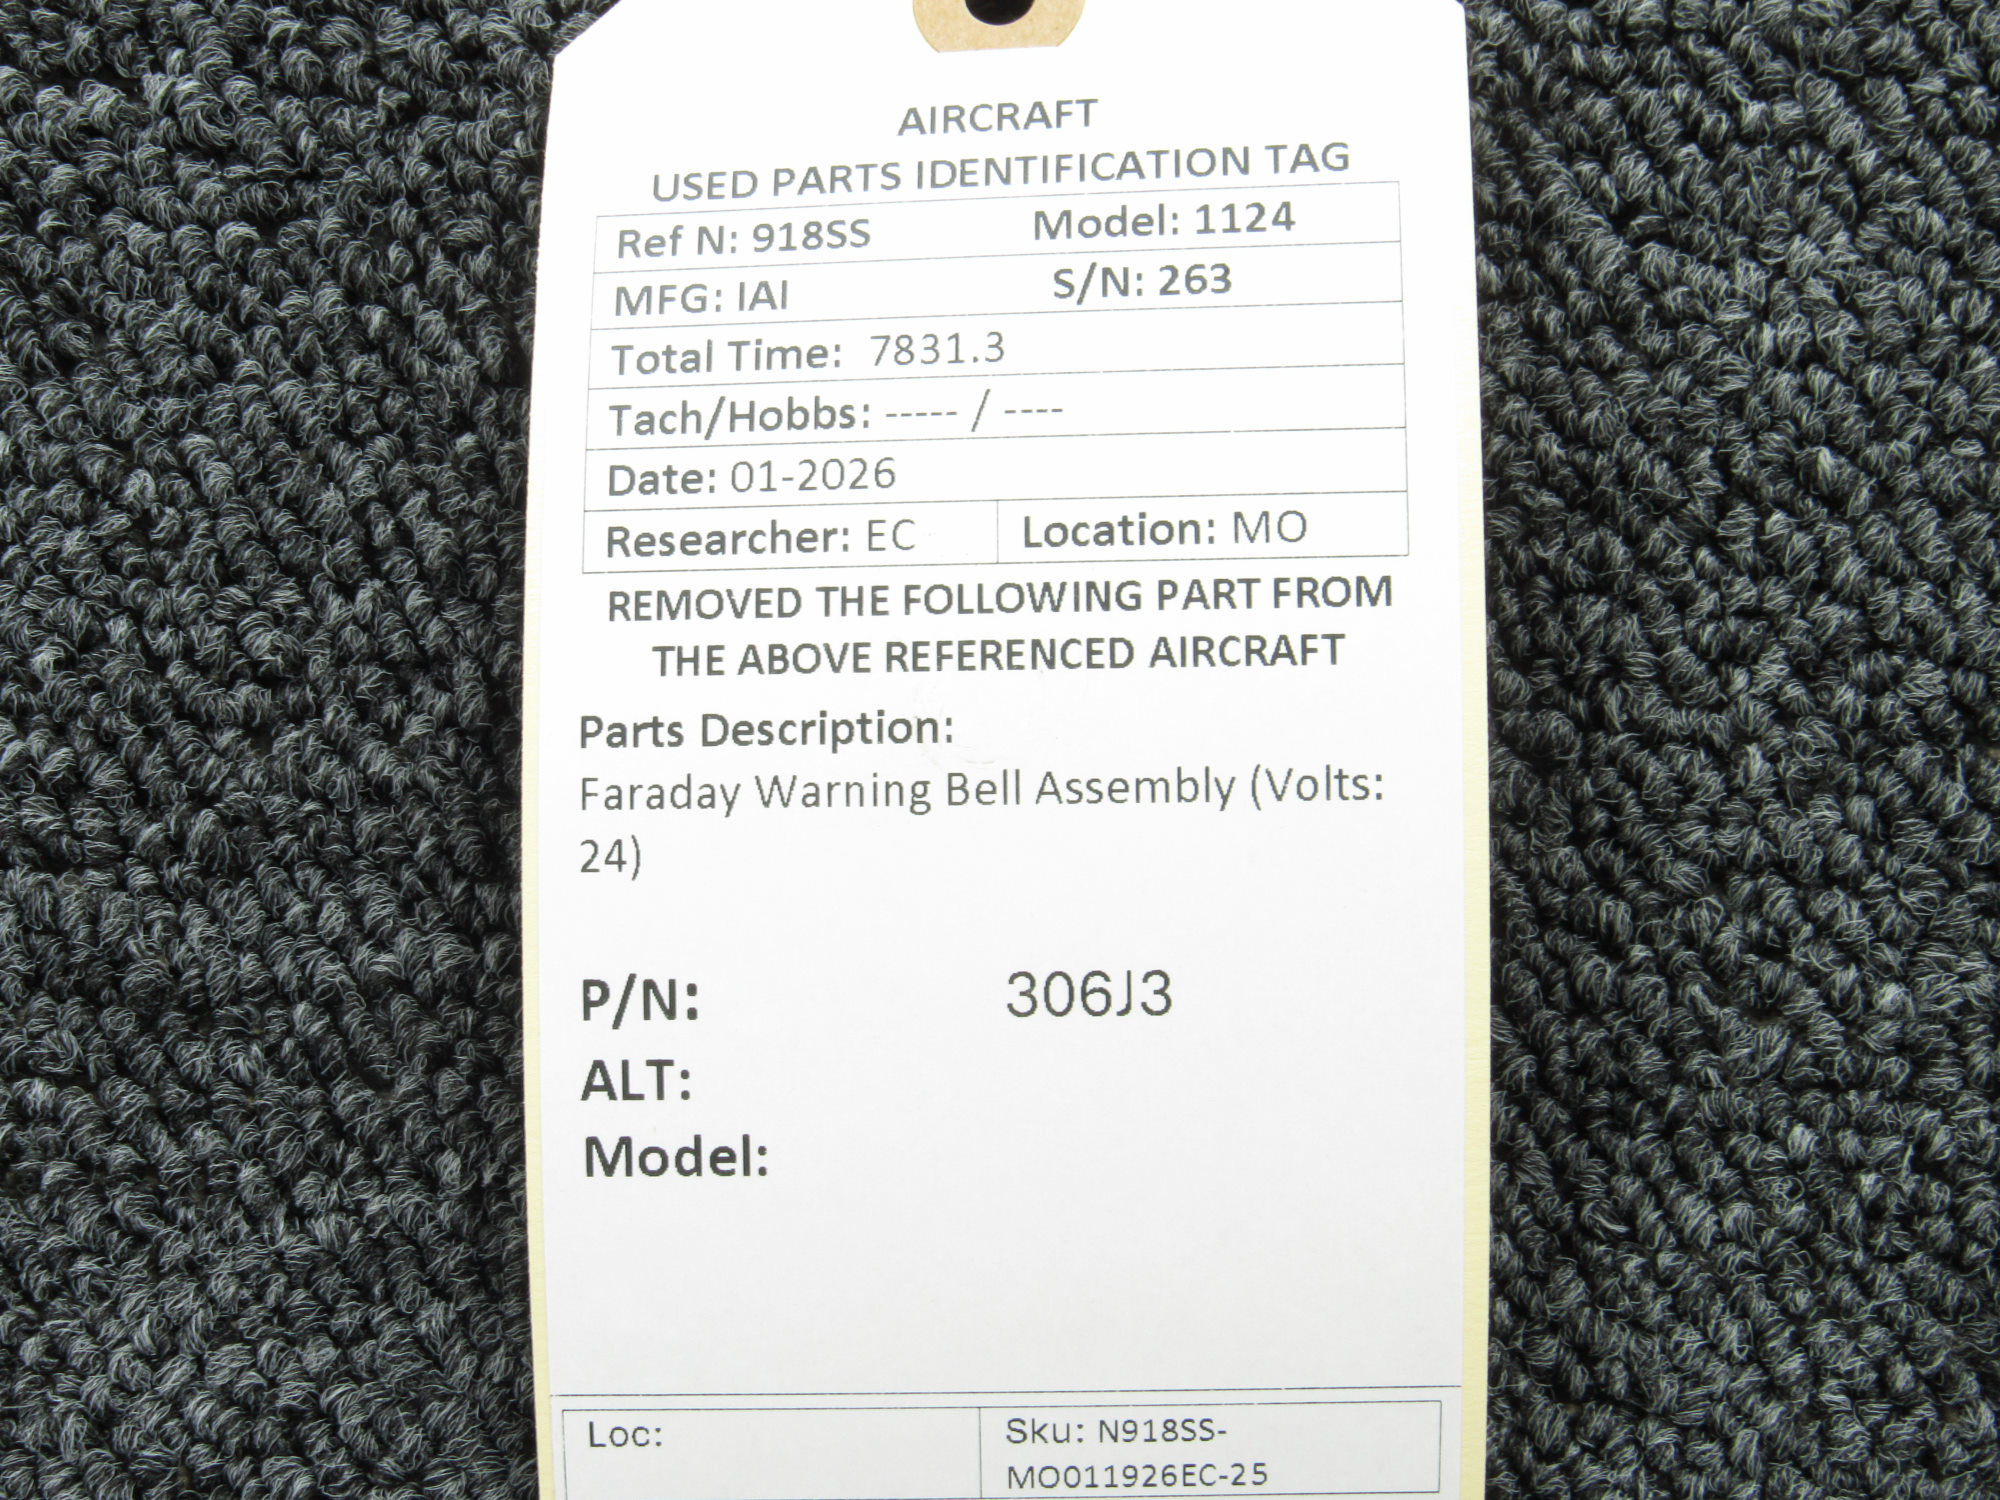 AIRCRAFT
USED PARTS IDENTIFICATION TAG
Ref N: 918SS Model: 1124
MFG: IAI S/N: 263
Total Time: 7831.3
Tach/Hobbs: ----- / ----
Date: 01-2026
Researcher: EC Location: MO
REMOVED THE FOLLOWING PART FROM
THE ABOVE REFERENCED AIRCRAFT
Parts Description:
Faraday Warning Bell Assembly (Volts:
24)
P/N: 306J3
ALT:
Model:
Loc: Sku: N918SS-
MO011926EC-25